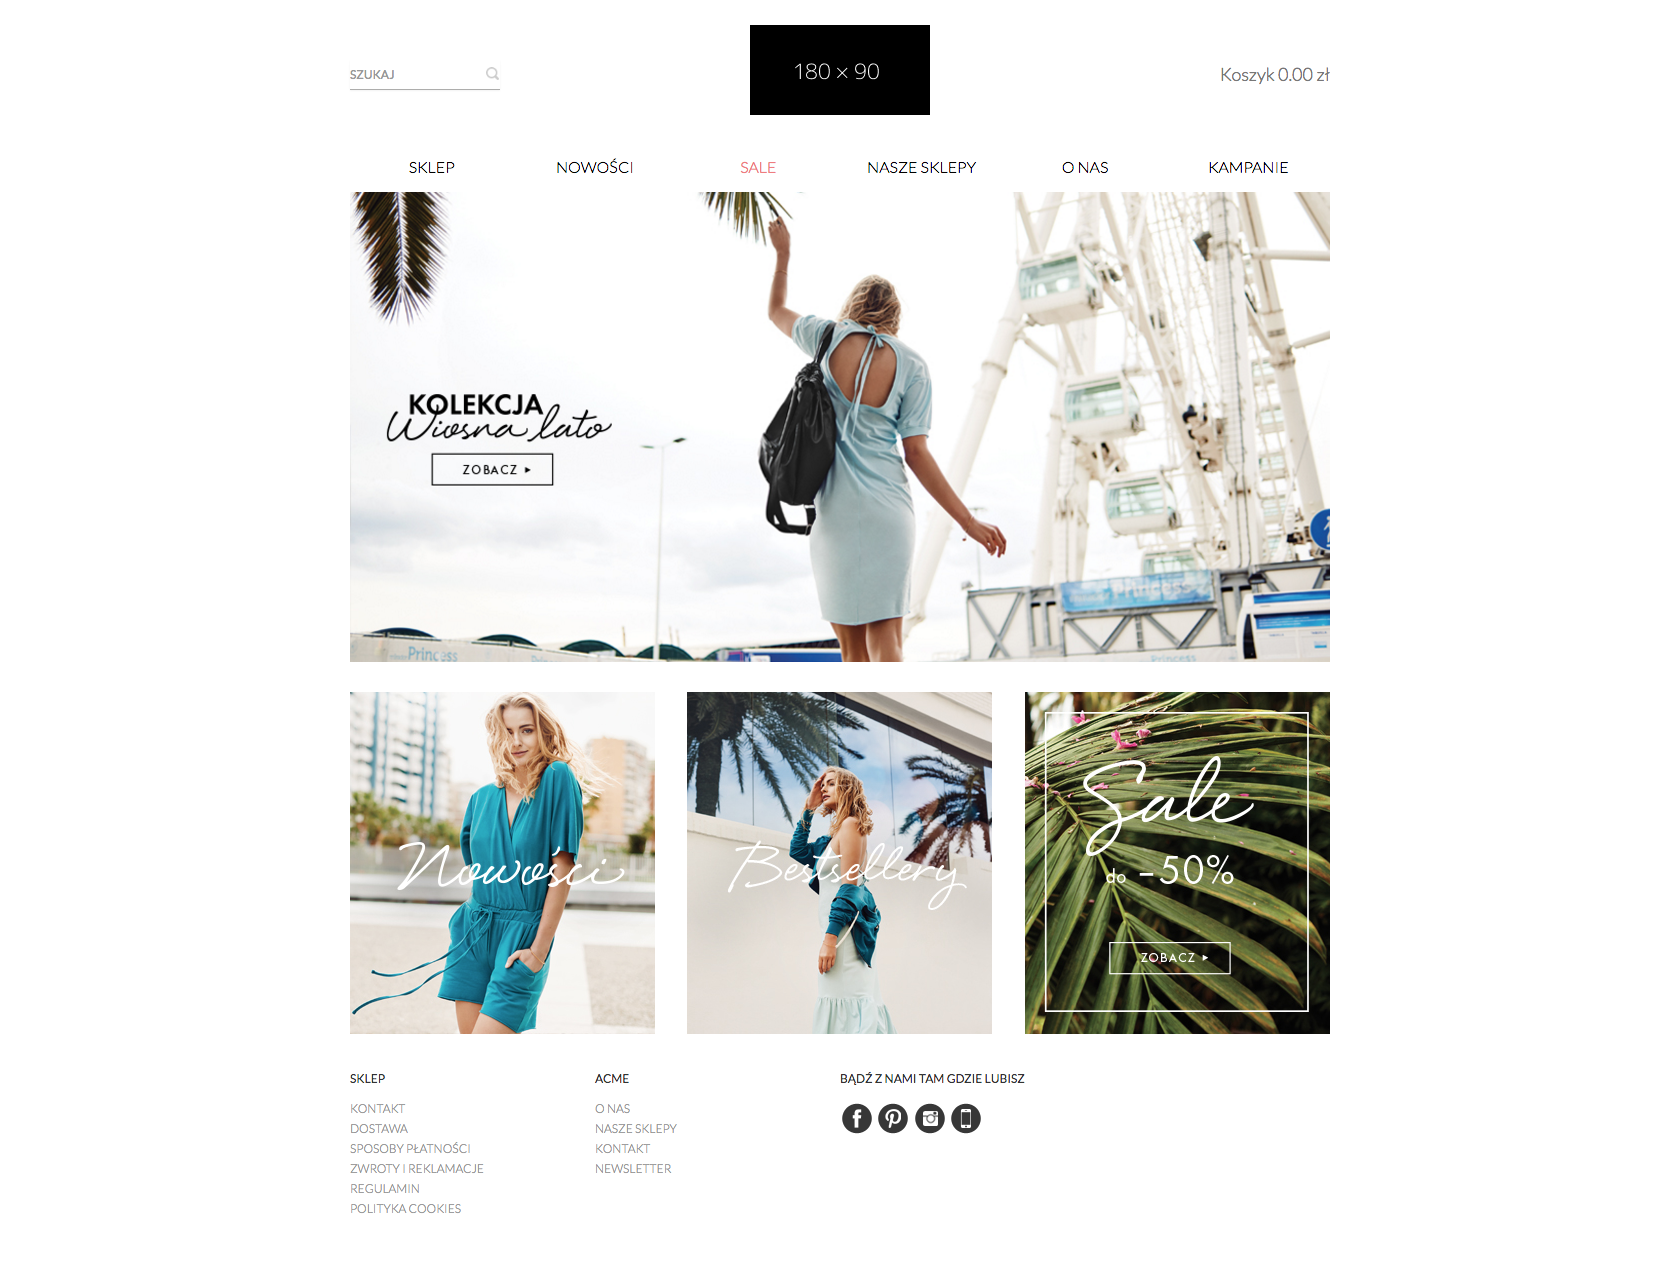 SZUKAJ
180 × 90
Koszyk 0.00 zł
SKLEP NOWOŚCI SALE NASZE SKLEPY O NAS KAMPANIE
KOLEKCJA
Wiosna lato
ZOBACZ
Princess
Princess
Princess
Nowości
Bestsellery
Sale
do -50%
ZOBACZ
SKLEP
KONTAKT
DOSTAWA
SPOSOBY PŁATNOŚCI
ZWROTY I REKLAMACJE
REGULAMIN
POLITYKA COOKIES
ACME
O NAS
NASZE SKLEPY
KONTAKT
NEWSLETTER
BĄDŹ Z NAMI TAM GDZIE LUBISZ